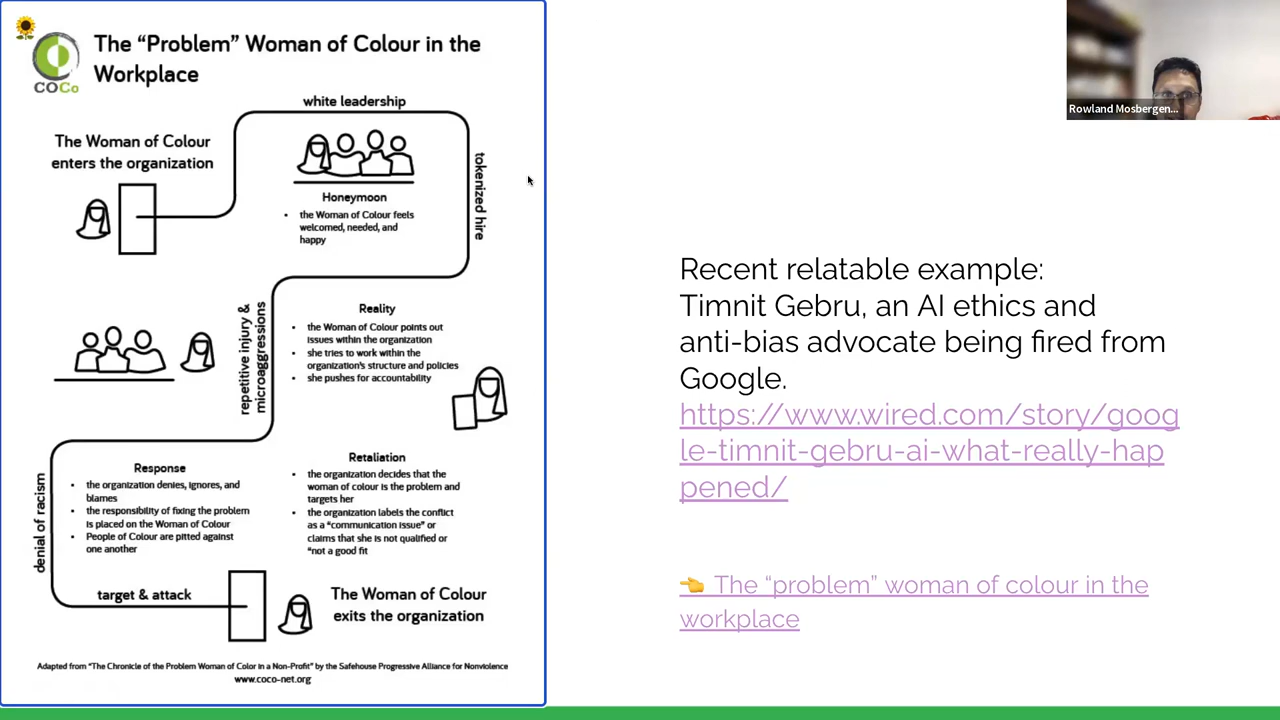 The “Problem” Woman of Colour in the
Workplace
COCo
white leadership
The Woman of Colour
enters the organization
tokenized hire
Honeymoon
• the Woman of Colour feels
welcomed, needed, and
happy
repetitive injury &
microaggressions
Reality
• the Woman of Colour points out
issues within the organization
• she tries to work within the
organization's structure and policies
• she pushes for accountability
denial of racism
Response
• the organization denies, ignores, and
blames
• the responsibility of fixing the problem
is placed on the Woman of Colour
• People of Colour are pitted against
one another
Retaliation
• the organization decides that the
woman of colour is the problem and
targets her
• the organization labels the conflict
as a “communication issue” or
claims that she is not qualified or
“not a good fit
target & attack
The Woman of Colour
exits the organization
Adapted from “The Chronicle of the Problem Woman of Color in a Non-Profit” by the Safehouse Progressive Alliance for Nonviolence
www.coco-net.org
Rowland Mosbergen...
Recent relatable example:
Timnit Gebru, an AI ethics and
anti-bias advocate being fired from
Google.
https://www.wired.com/story/goog
le-timnit-gebru-ai-what-really-hap
pened/
👈 The “problem” woman of colour in the
workplace